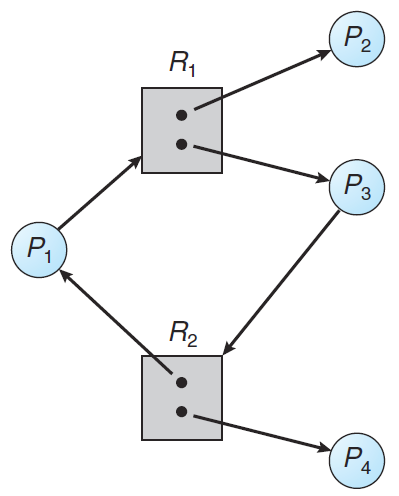 P₂
R₁
P₃
P₁
R₂
P₄